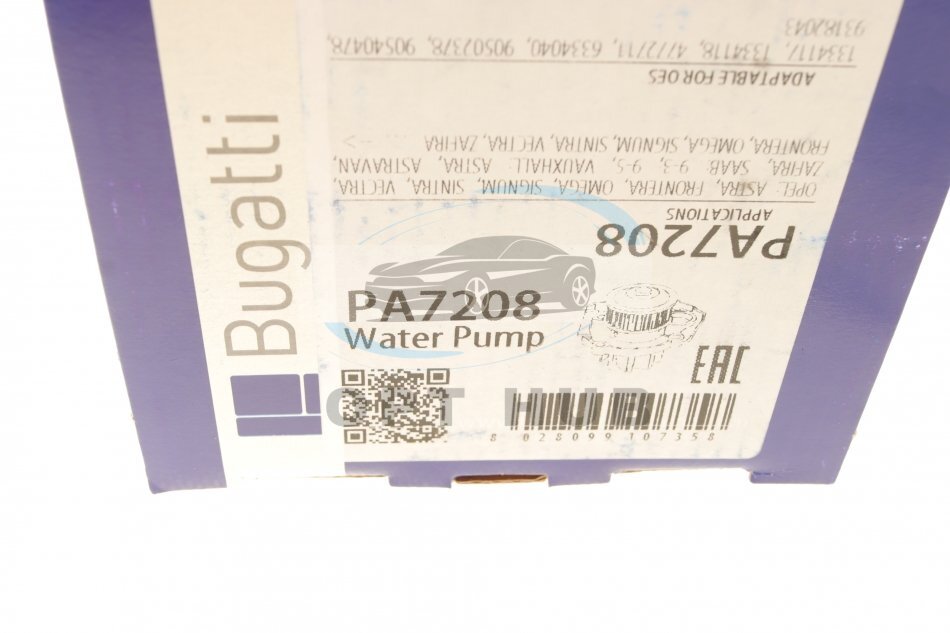 Bugatti
PA7208
Water Pump
EAC
8 028099 107358
PA7208
APPLICATIONS
OPEL: ASTRA, FRONTERA, OMEGA, SIGNUM, SINTRA, VECTRA,
ZAFIRA, SAAB: 9-3, 9-5, VAUXHALL: ASTRA, ASTRAVAN,
FRONTERA, OMEGA, SIGNUM, SINTRA, VECTRA, ZAFIRA
ADAPTABLE FOR OES
1334117, 1334118, 4772711, 6334040, 90502378, 90540478,
93182043